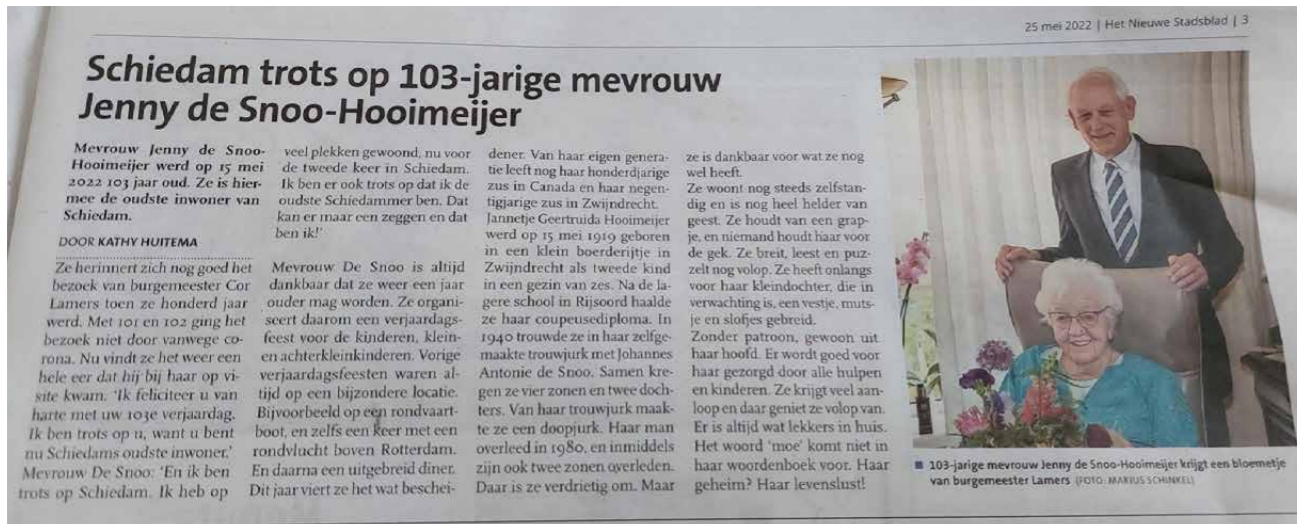 25 mei 2022 | Het Nieuwe Stadsblad | 3
Schiedam trots op 103-jarige mevrouw
Jenny de Snoo-Hooimeijer
Mevrouw Jenny de Snoo-
Hooimeijer werd op 15 mei
2022 103 jaar oud. Ze is hier-
mee de oudste inwoner van
Schiedam.
DOOR KATHY HUITEMA
Ze herinnert zich nog goed het
bezoek van burgemeester Cor
Lamers toen ze honderd jaar
werd. Met 101 en 102 ging het
bezoek niet door vanwege co-
rona. Nu vindt ze het weer een
hele eer dat hij bij haar op vi-
site kwam. 'Ik feliciteer u van
harte met uw 103e verjaardag.
Ik ben trots op u, want u bent
nu Schiedams oudste inwoner.'
Mevrouw De Snoo: 'En ik ben
trots op Schiedam. Ik heb op
veel plekken gewoond, nu voor
de tweede keer in Schiedam.
Ik ben er ook trots op dat ik de
oudste Schiedammer ben. Dat
kan er maar een zeggen en dat
ben ik!'
Mevrouw De Snoo is altijd
dankbaar dat ze weer een jaar
ouder mag worden. Ze organi-
seert daarom een verjaardags-
feest voor de kinderen, klein-
en achterkleinkinderen. Vorige
verjaardagsfeesten waren al-
tijd op een bijzondere locatie.
Bijvoorbeeld op een rondvaart-
boot, en zelfs een keer met een
rondvlucht boven Rotterdam.
En daarna een uitgebreid diner.
Dit jaar viert ze het wat beschei-
dener. Van haar eigen genera-
tie leeft nog haar honderdjarige
zus in Canada en haar negen-
tigjarige zus in Zwijndrecht.
Jannetje Geertruida Hooimeijer
werd op 15 mei 1919 geboren
in een klein boerderijtje in
Zwijndrecht als tweede kind
in een gezin van zes. Na de la-
gere school in Rijsoord haalde
ze haar coupeusediploma. In
1940 trouwde ze in haar zelfge-
maakte trouwjurk met Johannes
Antonie de Snoo. Samen kre-
gen ze vier zonen en twee doch-
ters. Van haar trouwjurk maak-
te ze een doopjurk. Haar man
overleed in 1980, en inmiddels
zijn ook twee zonen overleden.
Daar is ze verdrietig om. Maar
ze is dankbaar voor wat ze nog
wel heeft.
Ze woont nog steeds zelfstan-
dig en is nog heel helder van
geest. Ze houdt van een grap-
je, en niemand houdt haar voor
de gek. Ze breit, leest en puz-
zelt nog volop. Ze heeft onlangs
voor haar kleindochter, die in
verwachting is, een vestje, muts-
je en slofjes gebreid.
Zonder patroon, gewoon uit
haar hoofd. Er wordt goed voor
haar gezorgd door alle hulpen
en kinderen. Ze krijgt veel aan-
loop en daar geniet ze volop van.
Er is altijd wat lekkers in huis.
Het woord 'moe' komt niet in
haar woordenboek voor. Haar
geheim? Haar levenslust!
103-jarige mevrouw Jenny de Snoo-Hooimeijer krijgt een bloemetje
van burgemeester Lamers (FOTO: MARIUS SCHINKEL)